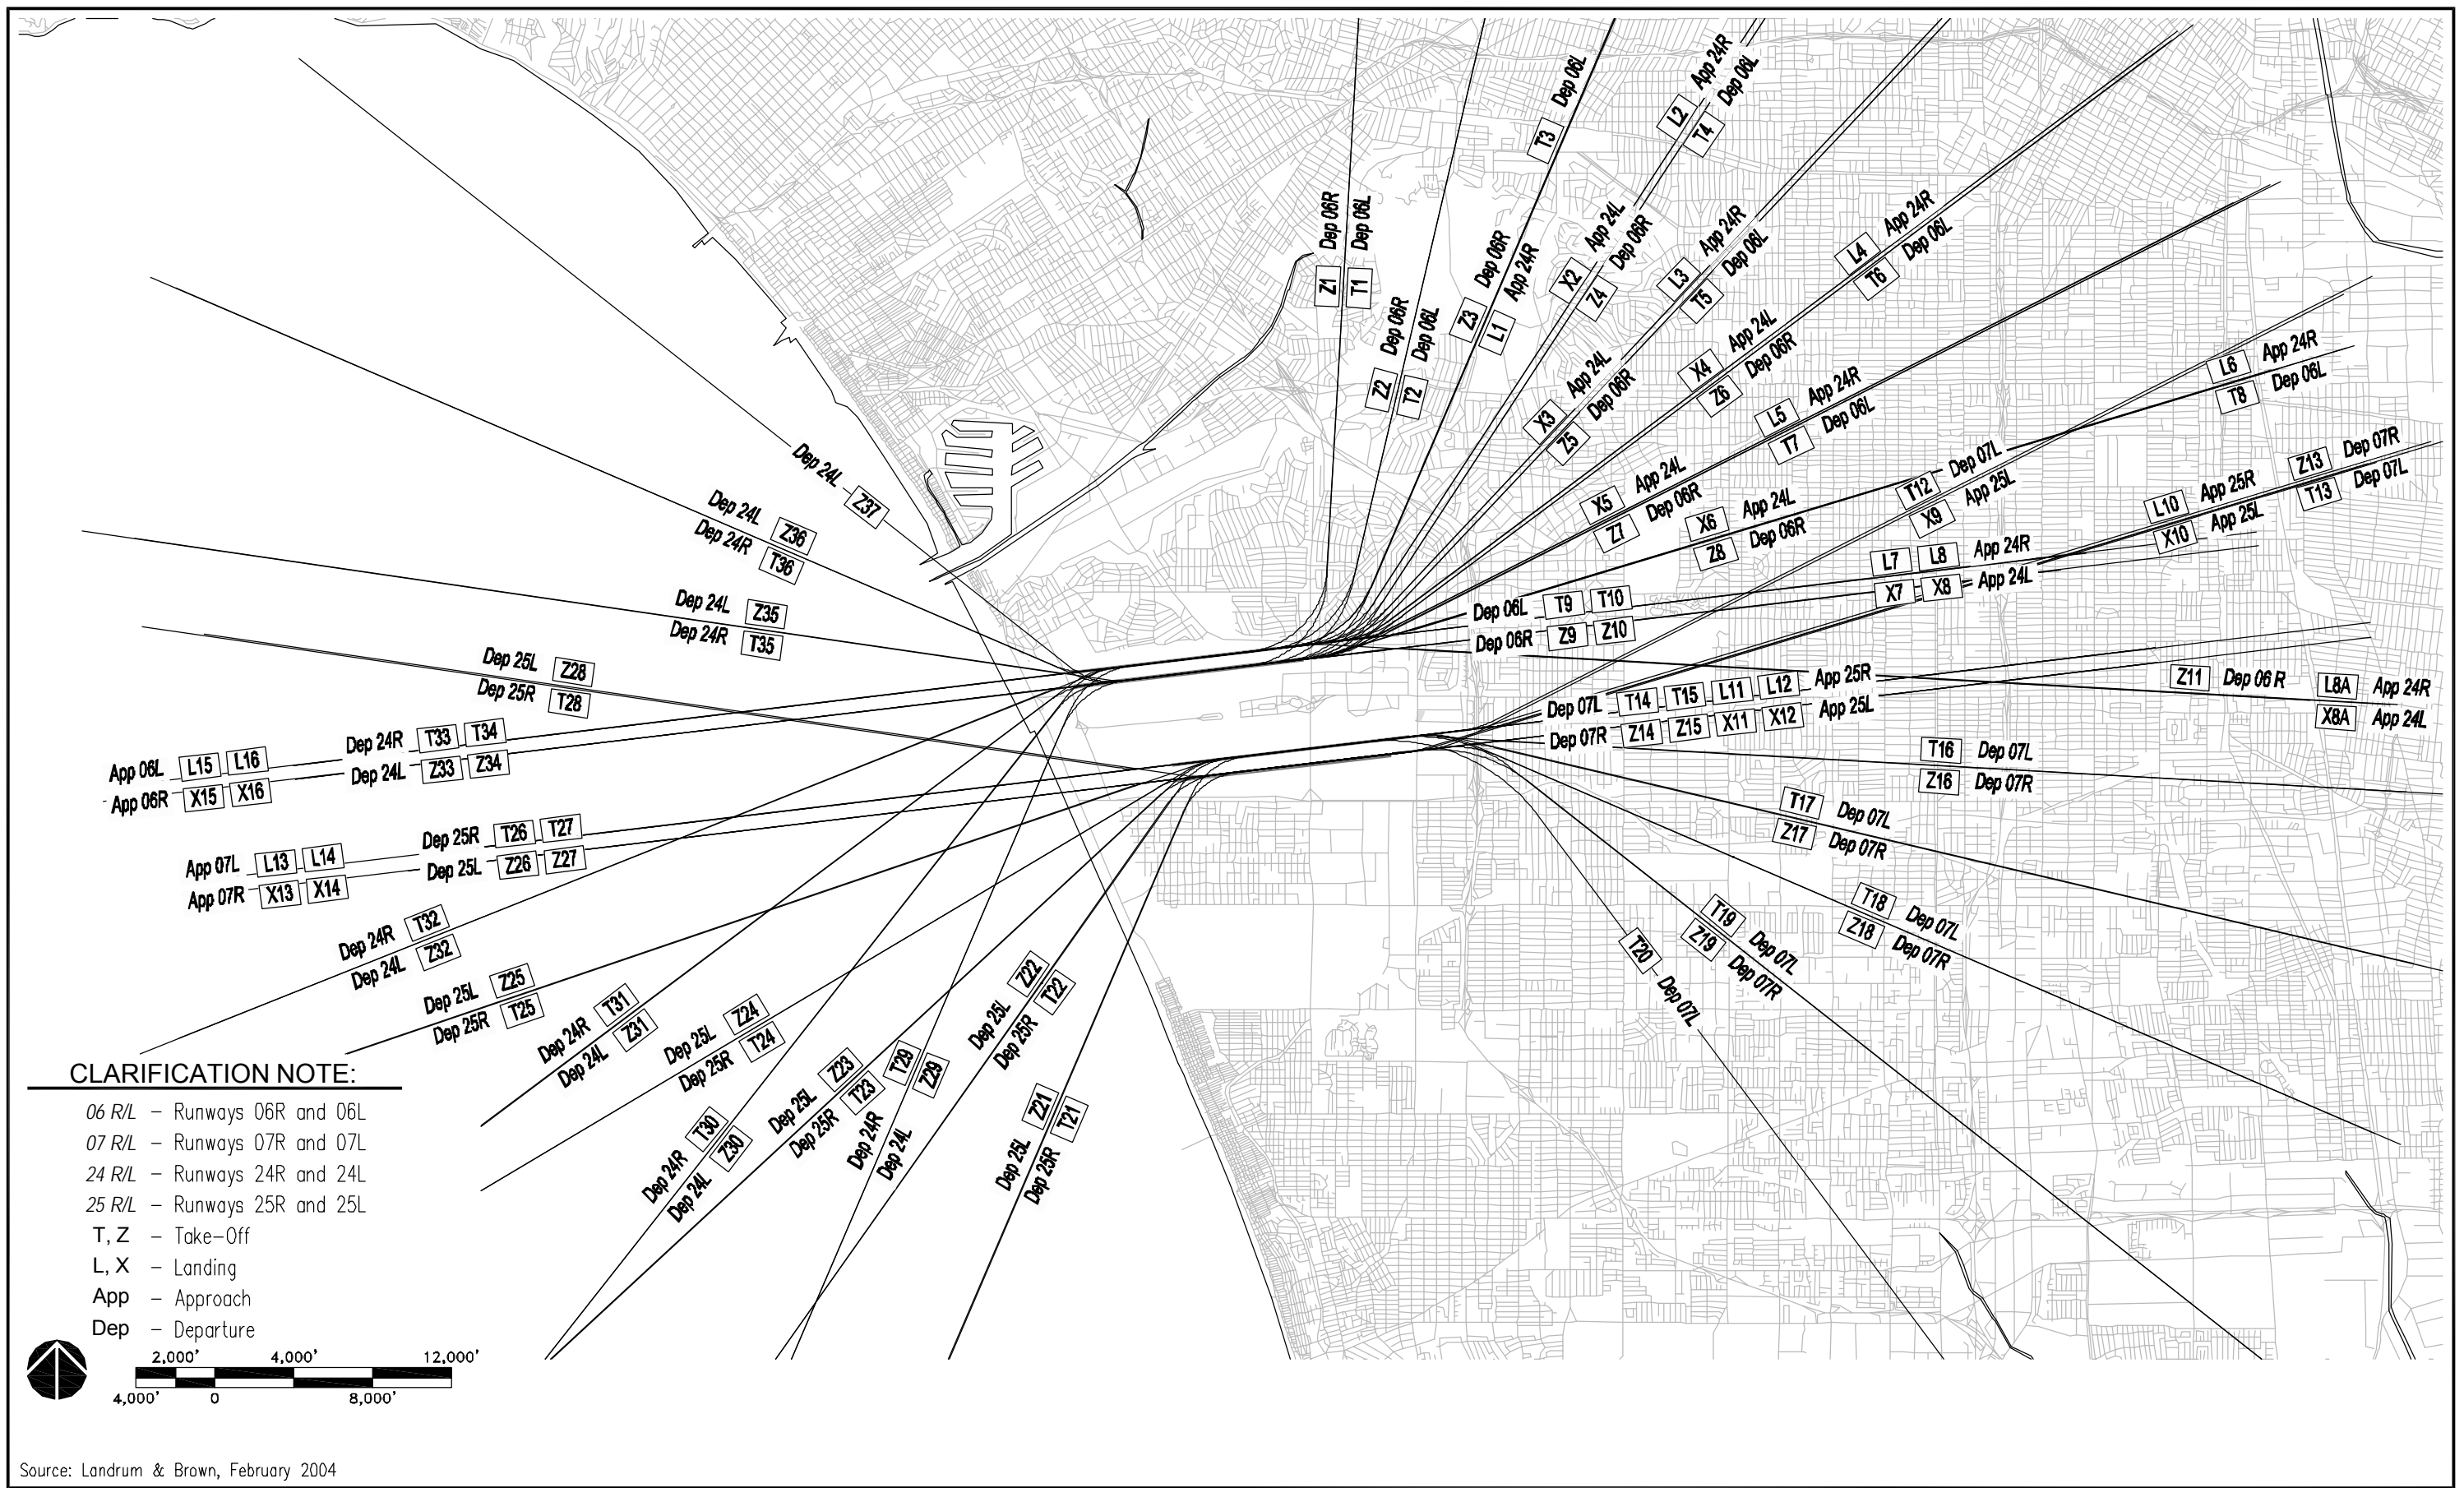 App 24R
L2
Dep 06L
T4
Dep 06L
T3
Dep 06R
Z1
Dep 06L
T1
Dep 06R
Z3
App 24R
L1
App 24L
X2
Dep 06R
Z4
App 24R
L3
Dep 06L
T5
L4 App 24R
T6 Dep 06L
Dep 06R
Z2
Dep 06L
T2
App 24L
X3
Dep 06R
Z5
X4 App 24L
Z6 Dep 06R
L5 App 24R
T7 Dep 06L
L6 App 24R
T8 Dep 06L
X5 App 24L
Z7 Dep 06R
X6 App 24L
Z8 Dep 06R
T12 Dep 07L
X9 App 25L
Z13 Dep 07R
T13 Dep 07L
L10 App 25R
X10 App 25L
L7 L8 App 24R
X7 X8 App 24L
Dep 06L T9 T10
Dep 06R Z9 Z10
Z11 Dep 06 R
L8A App 24R
X8A App 24L
Dep 07L T14 T15 L11 L12 App 25R
Dep 07R Z14 Z15 X11 X12 App 25L
T16 Dep 07L
Z16 Dep 07R
T17 Dep 07L
Z17 Dep 07R
T18 Dep 07L
Z18 Dep 07R
T19 Dep 07L
Z19 Dep 07R
T20 Dep 07L
Dep 24L Z37
Dep 24L Z36
Dep 24R T36
Dep 24L Z35
Dep 24R T35
Dep 25L Z28
Dep 25R T28
Dep 24R T33 T34
Dep 24L Z33 Z34
App 06L L15 L16
App 06R X15 X16
Dep 25R T26 T27
Dep 25L Z26 Z27
App 07L L13 L14
App 07R X13 X14
Dep 24R T32
Dep 24L Z32
Dep 25L Z25
Dep 25R T25
Dep 24R T31
Dep 24L Z31
Dep 25L Z24
Dep 25R T24
Dep 24R T30
Dep 24L Z30
Dep 25L Z23
Dep 25R T23
Dep 24R T29
Dep 24L Z29
Dep 25L Z22
Dep 25R T22
Dep 25L Z21
Dep 25R T21
CLARIFICATION NOTE:
06 R/L – Runways 06R and 06L
07 R/L – Runways 07R and 07L
24 R/L – Runways 24R and 24L
25 R/L – Runways 25R and 25L
T, Z – Take-Off
L, X – Landing
App – Approach
Dep – Departure
2,000' 4,000' 12,000'
4,000' 0 8,000'
Source: Landrum & Brown, February 2004